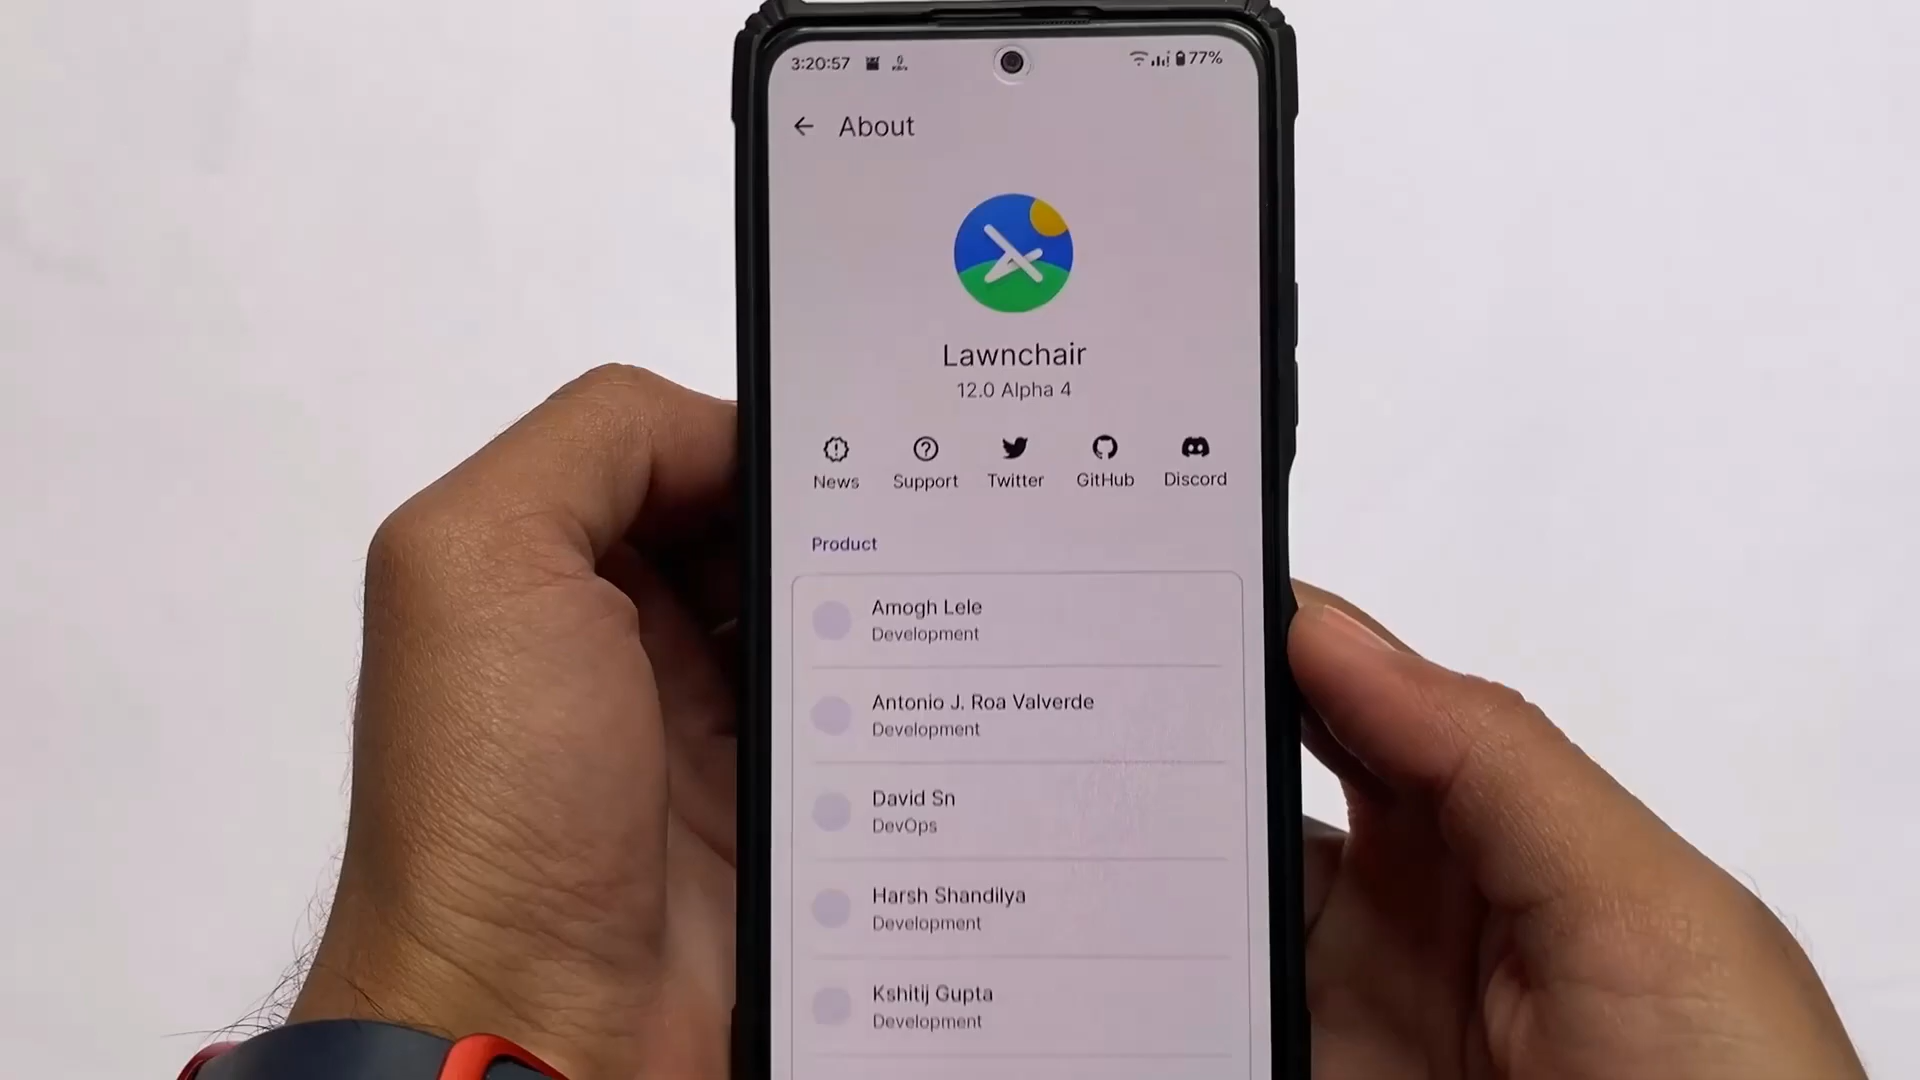 3:20:57 77%
About
Lawnchair
12.0 Alpha 4
News Support Twitter GitHub Discord
Product
Amogh Lele
Development
Antonio J. Roa Valverde
Development
David Sn
DevOps
Harsh Shandilya
Development
Kshitij Gupta
Development